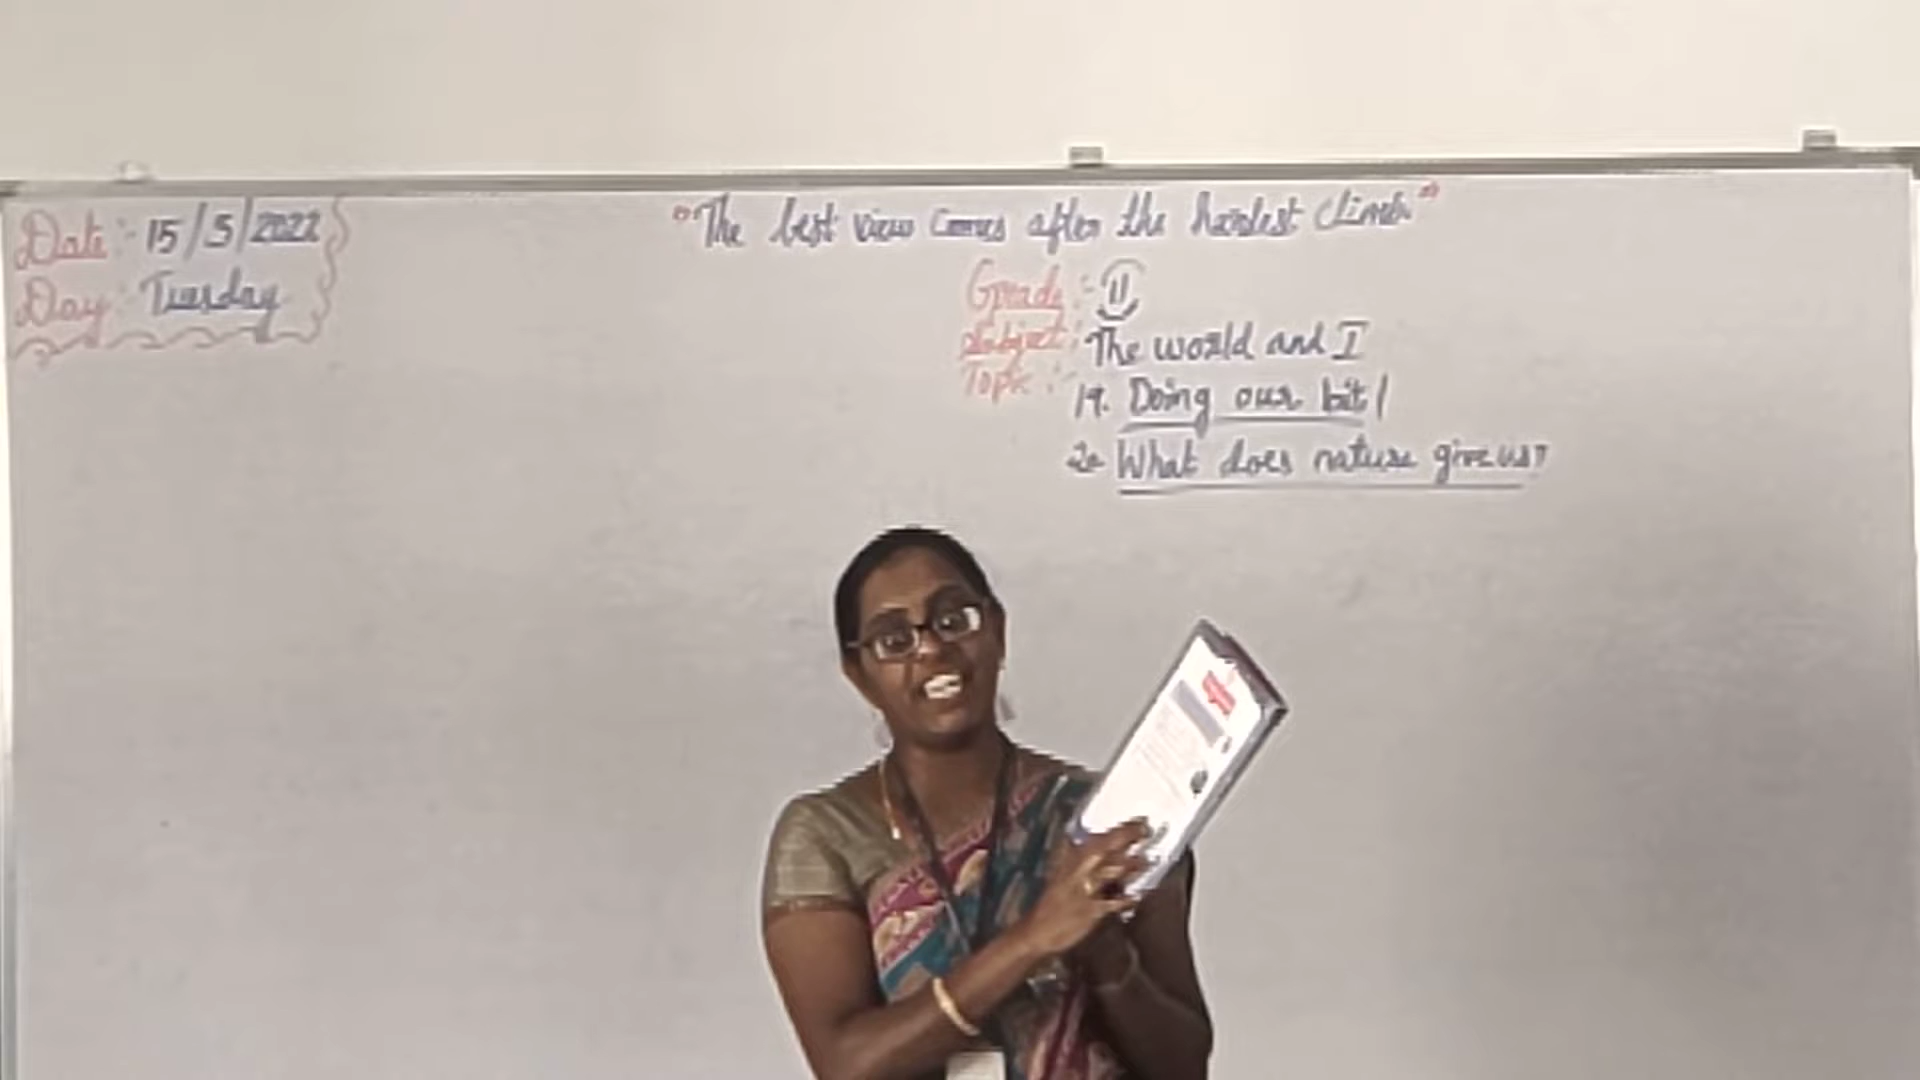 Date :- 15/5/2022
Day :- Tuesday
"The best view comes after the hardest climb"
Grade :- II
Subject :- The world and I
Topic :-
19. Doing our bit /
2. What does nature give us?